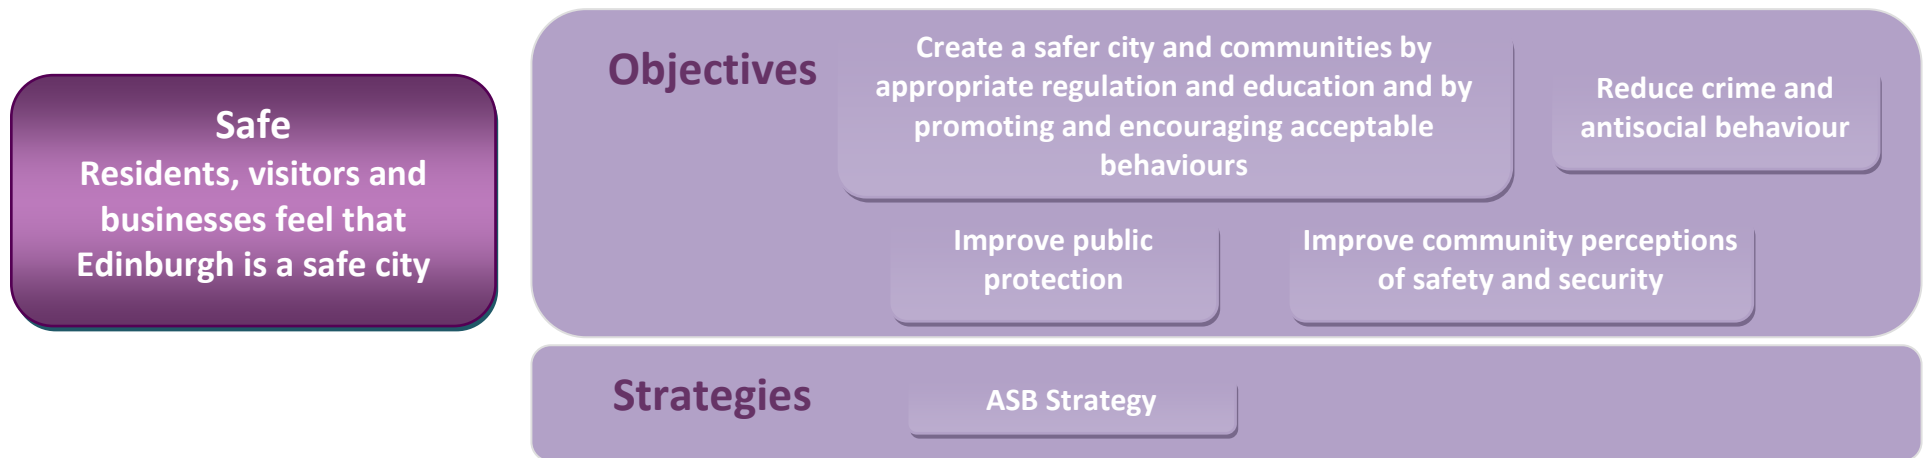 Safe
Residents, visitors and
businesses feel that
Edinburgh is a safe city
Objectives
Create a safer city and communities by
appropriate regulation and education and by
promoting and encouraging acceptable
behaviours
Reduce crime and
antisocial behaviour
Improve public
protection
Improve community perceptions
of safety and security
Strategies
ASB Strategy